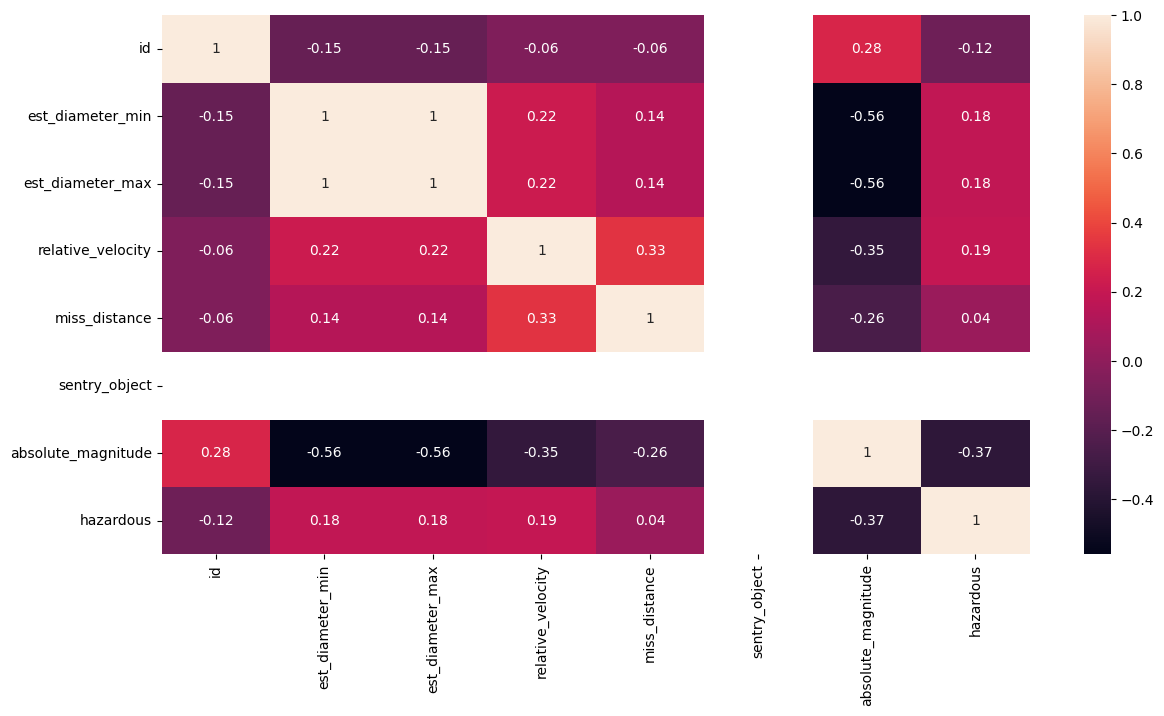 id 1 -0.15 -0.15 -0.06 -0.06 0.28 -0.12
est_diameter_min -0.15 1 1 0.22 0.14 -0.56 0.18
est_diameter_max -0.15 1 1 0.22 0.14 -0.56 0.18
relative_velocity -0.06 0.22 0.22 1 0.33 -0.35 0.19
miss_distance -0.06 0.14 0.14 0.33 1 -0.26 0.04
sentry_object
absolute_magnitude 0.28 -0.56 -0.56 -0.35 -0.26 1 -0.37
hazardous -0.12 0.18 0.18 0.19 0.04 -0.37 1
id
est_diameter_min
est_diameter_max
relative_velocity
miss_distance
sentry_object
absolute_magnitude
hazardous
1.0
0.8
0.6
0.4
0.2
0.0
−0.2
−0.4